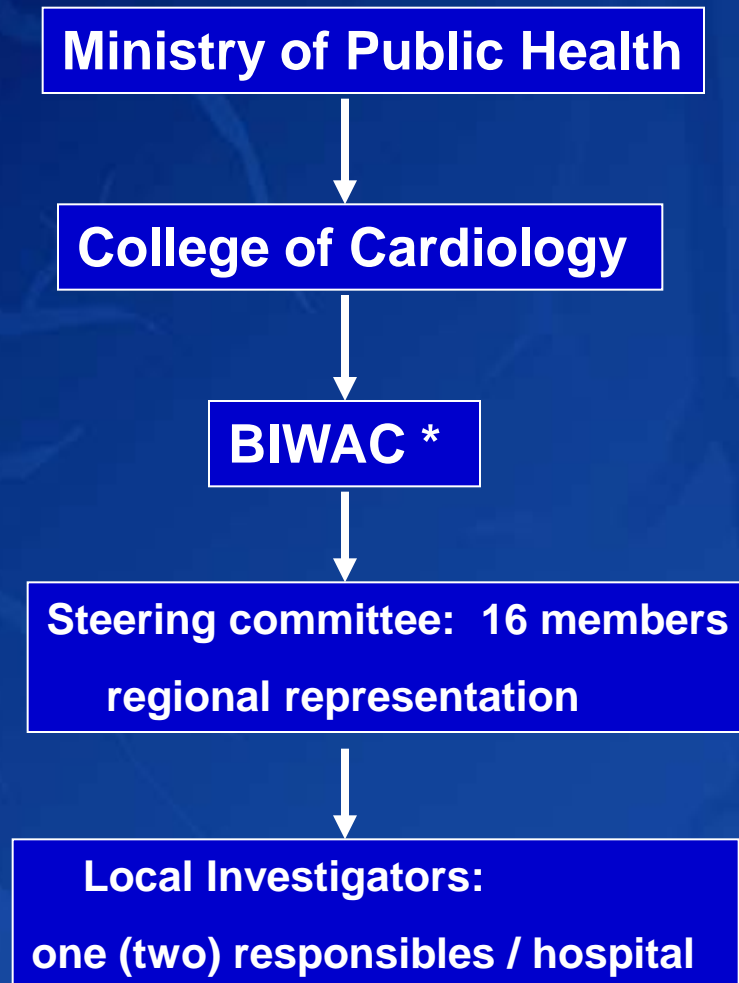 Ministry of Public Health
College of Cardiology
BIWAC *
Steering committee: 16 members
regional representation
Local Investigators:
one (two) responsibles / hospital